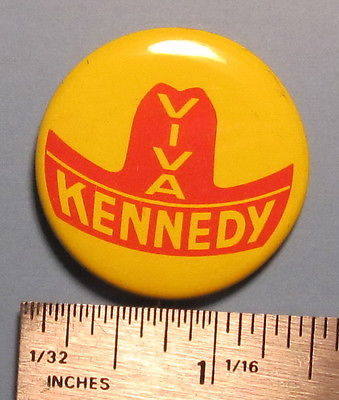 VIVA
KENNEDY
1/32
1
1/16
INCHES